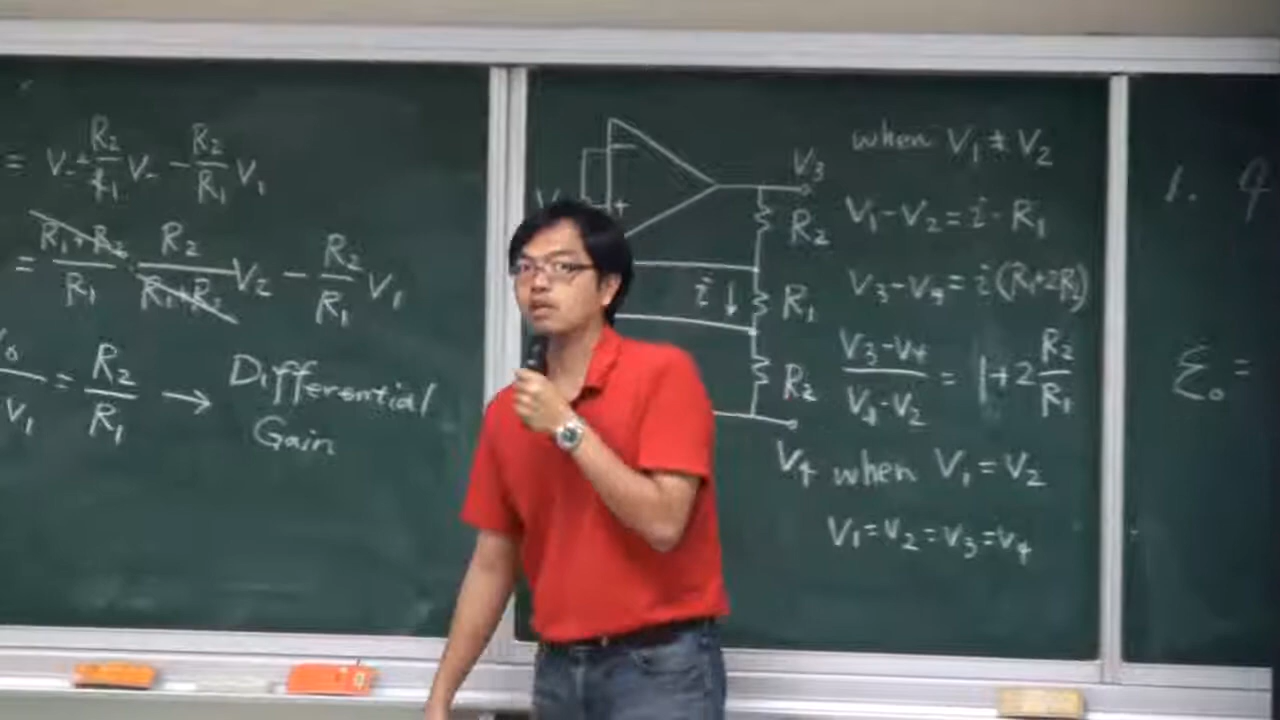 = V- + R2/R1 V- - R2/R1 V1
= R1+R2/R1 · R2/R1+R2 V2 - R2/R1 V1
V1 = R2/R1 → Differential Gain
V3
R2
i ↓ R1
R2
V4
when V1 ≠ V2
V1-V2 = i · R1
V3-V4 = i(R1+2R2)
V3-V4/V1-V2 = 1+2 R2/R1
when V1 = V2
V1=V2=V3=V4
1.
ξo =